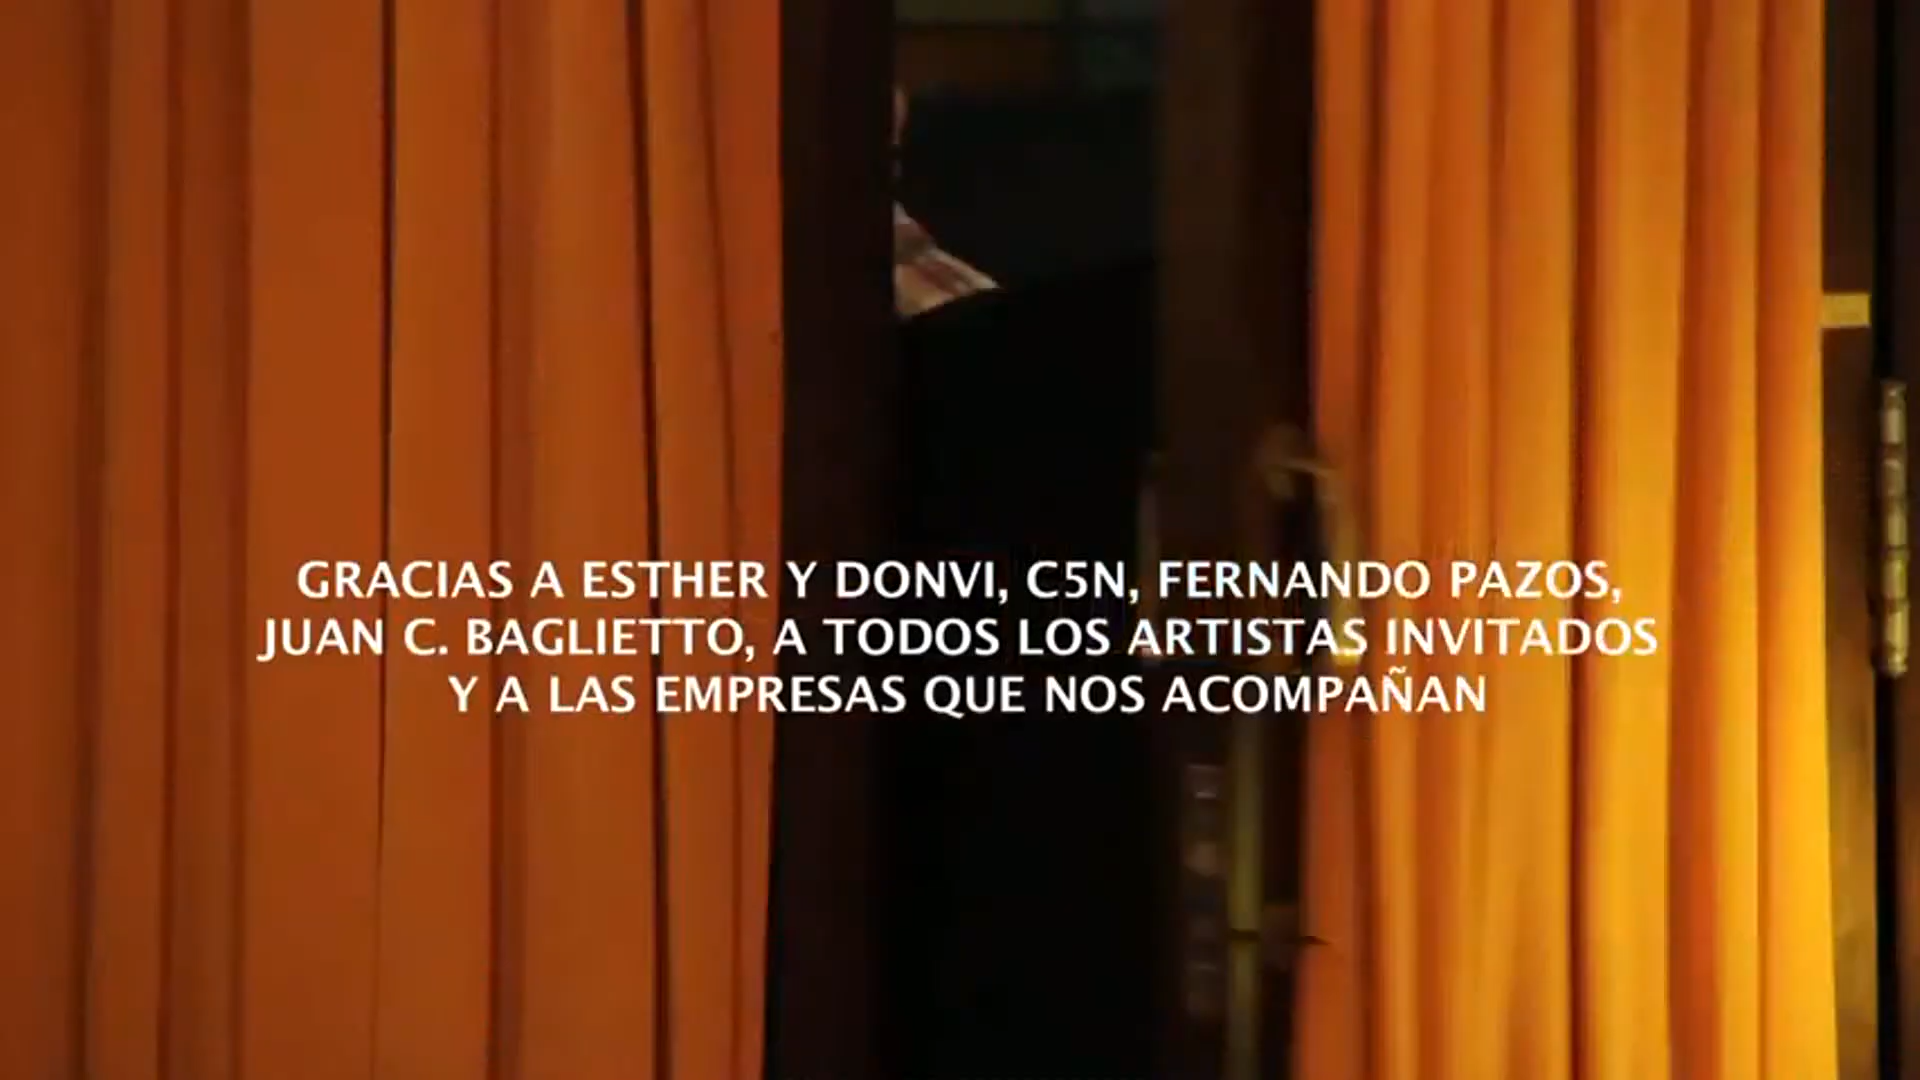 GRACIAS A ESTHER Y DONVI, C5N, FERNANDO PAZOS,
JUAN C. BAGLIETTO, A TODOS LOS ARTISTAS INVITADOS
Y A LAS EMPRESAS QUE NOS ACOMPAÑAN